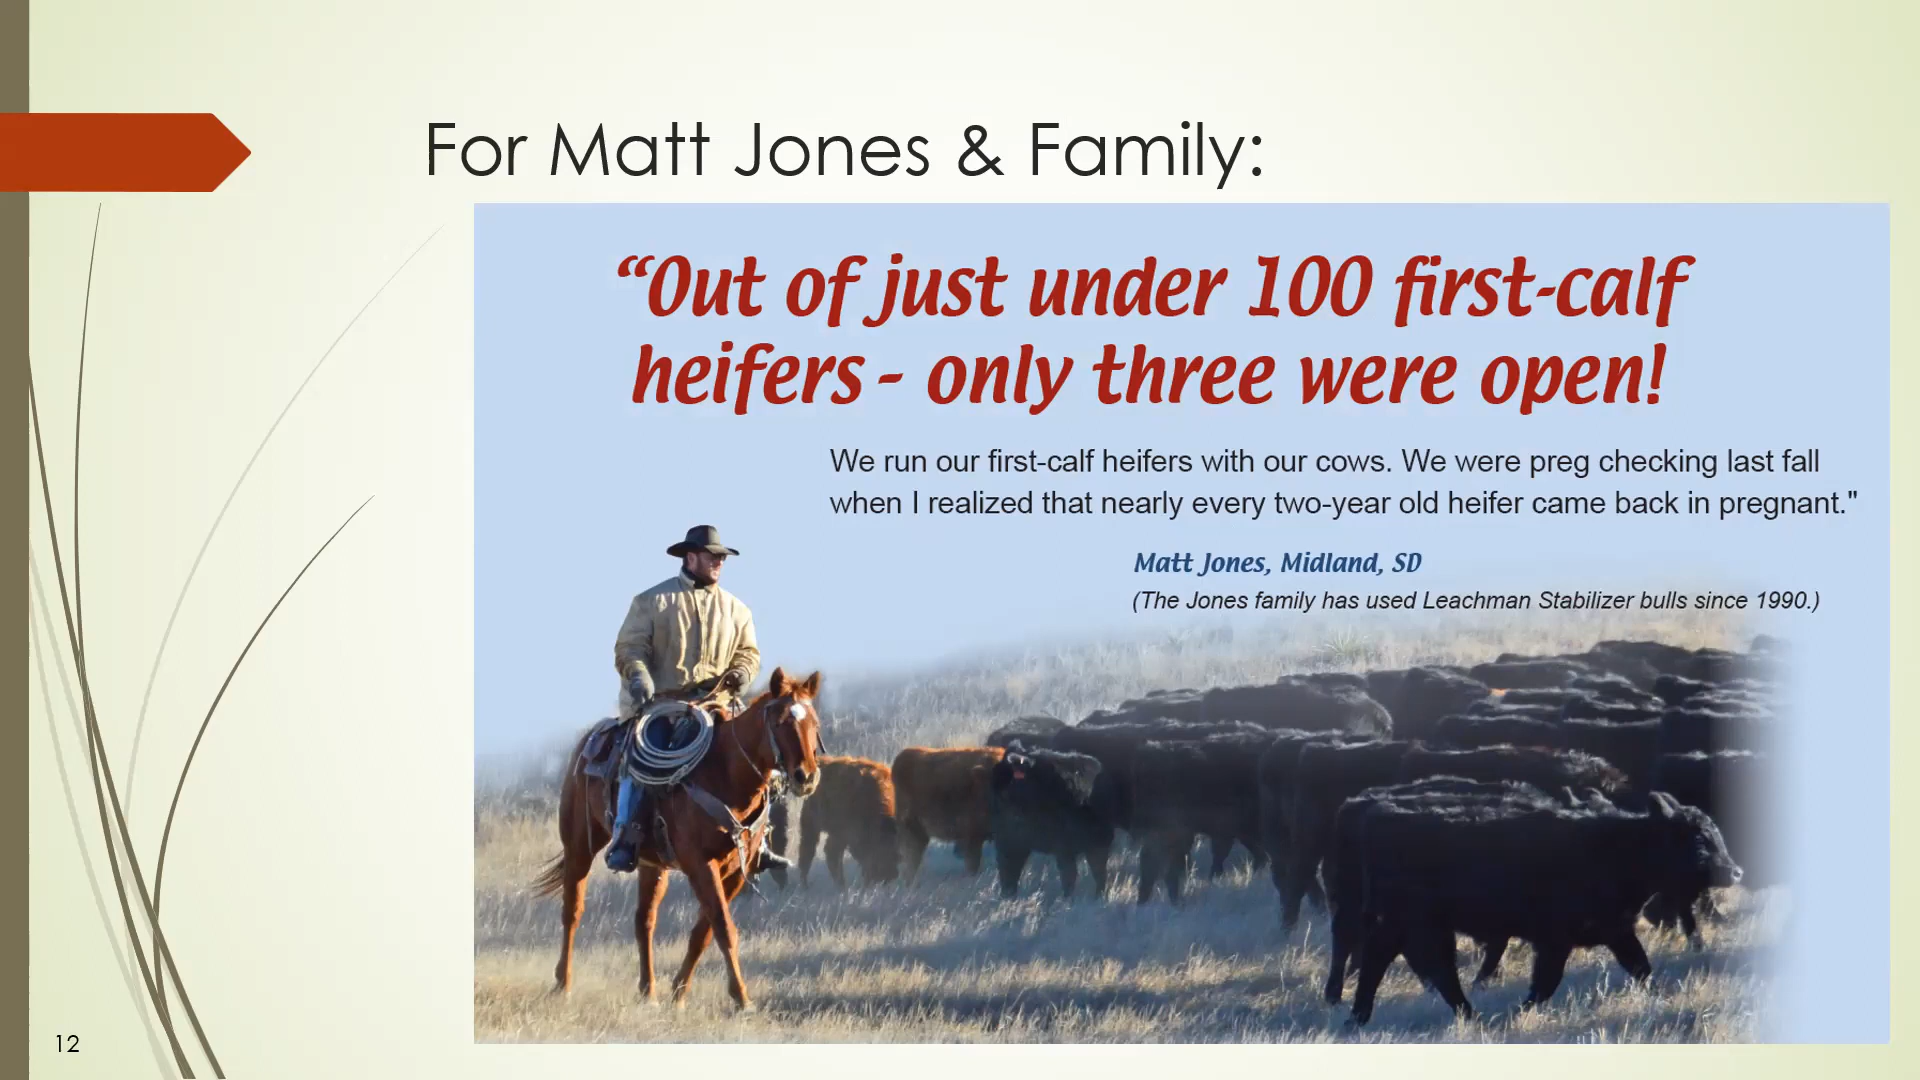 For Matt Jones & Family:
“Out of just under 100 first-calf
heifers - only three were open!
We run our first-calf heifers with our cows. We were preg checking last fall
when I realized that nearly every two-year old heifer came back in pregnant."
Matt Jones, Midland, SD
(The Jones family has used Leachman Stabilizer bulls since 1990.)
12